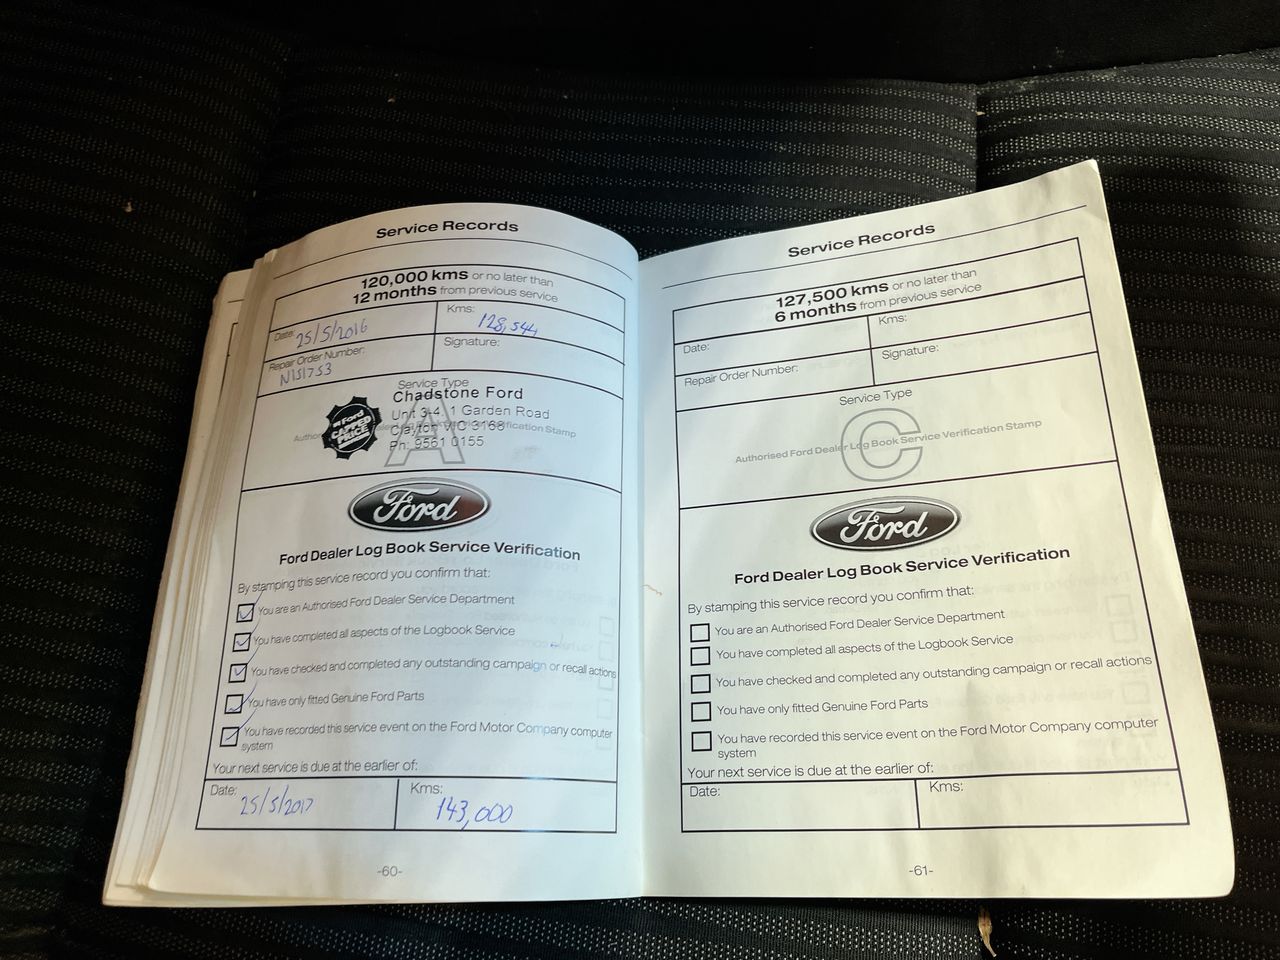 Service Records
120,000 kms or no later than
12 months from previous service
Date: 25/5/2016
Kms: 128,544
Repair Order Number: N151753
Signature:
Service Type
Chadstone Ford
Unit 3-4, 1 Garden Road
Clayton VIC 3168
Ph: 9561 0155
A
Ford
CAPPED
PRICE
Ford
Ford Dealer Log Book Service Verification
By stamping this service record you confirm that:
You are an Authorised Ford Dealer Service Department
You have completed all aspects of the Logbook Service
You have checked and completed any outstanding campaign or recall actions
You have only fitted Genuine Ford Parts
You have recorded this service event on the Ford Motor Company computer
system
Your next service is due at the earlier of:
Date: 25/5/2017
Kms: 143,000
-60-
Service Records
127,500 kms or no later than
6 months from previous service
Date:
Kms:
Repair Order Number:
Signature:
Service Type
C
Authorised Ford Dealer Log Book Service Verification Stamp
Ford
Ford Dealer Log Book Service Verification
By stamping this service record you confirm that:
You are an Authorised Ford Dealer Service Department
You have completed all aspects of the Logbook Service
You have checked and completed any outstanding campaign or recall actions
You have only fitted Genuine Ford Parts
You have recorded this service event on the Ford Motor Company computer
system
Your next service is due at the earlier of:
Date:
Kms:
-61-